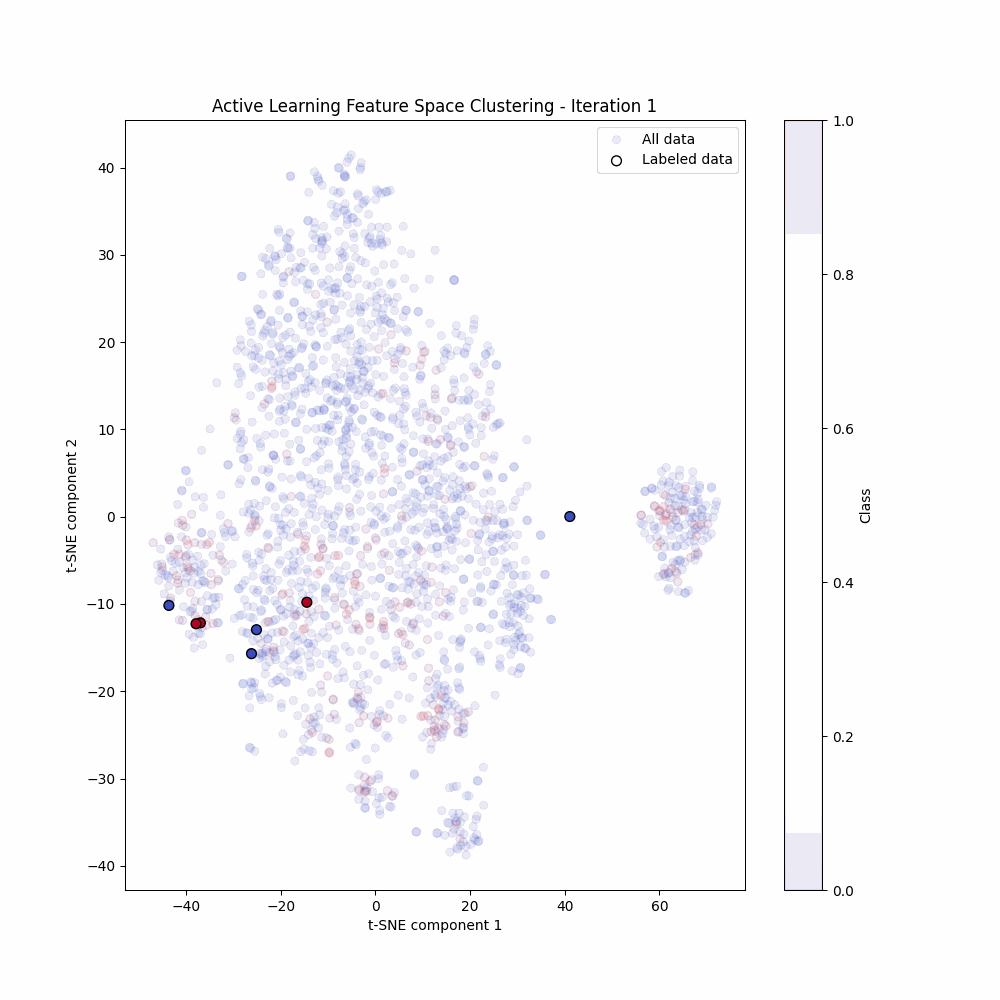 Active Learning Feature Space Clustering - Iteration 1
All data
Labeled data
40
30
20
10
0
−10
−20
−30
−40
t-SNE component 2
−40 −20 0 20 40 60
t-SNE component 1
1.0
0.8
0.6
0.4
0.2
0.0
Class